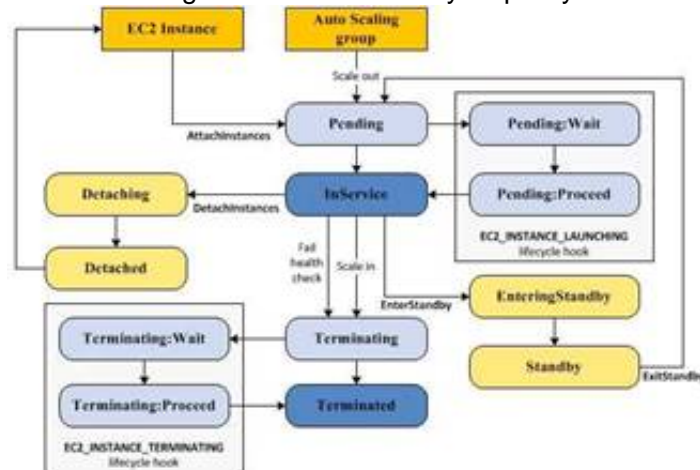 EC2 Instance
Auto Scaling
group
Scale out
Pending
AttachInstances
Pending:Wait
Pending:Proceed
EC2_INSTANCE_LAUNCHING
lifecycle hook
Detaching
DetachInstances
InService
Detached
Fail
health
check
Scale in
EnterStandby
EnteringStandby
Standby
ExitStandby
Terminating:Wait
Terminating
Terminating:Proceed
Terminated
EC2_INSTANCE_TERMINATING
lifecycle hook